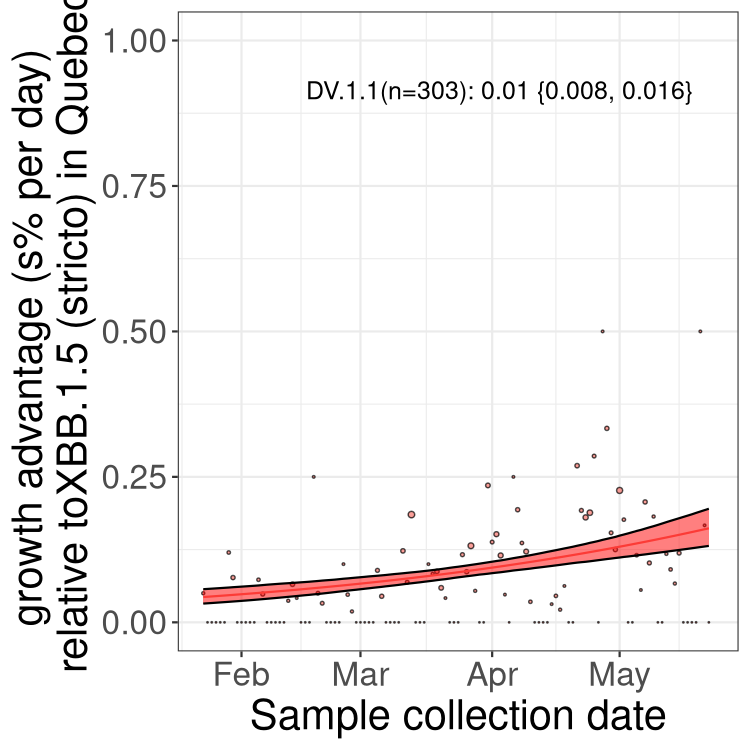 growth advantage (s% per day)
relative toXBB.1.5 (stricto) in Quebec
1.00
0.75
0.50
0.25
0.00
DV.1.1(n=303): 0.01 {0.008, 0.016}
Feb Mar Apr May
Sample collection date